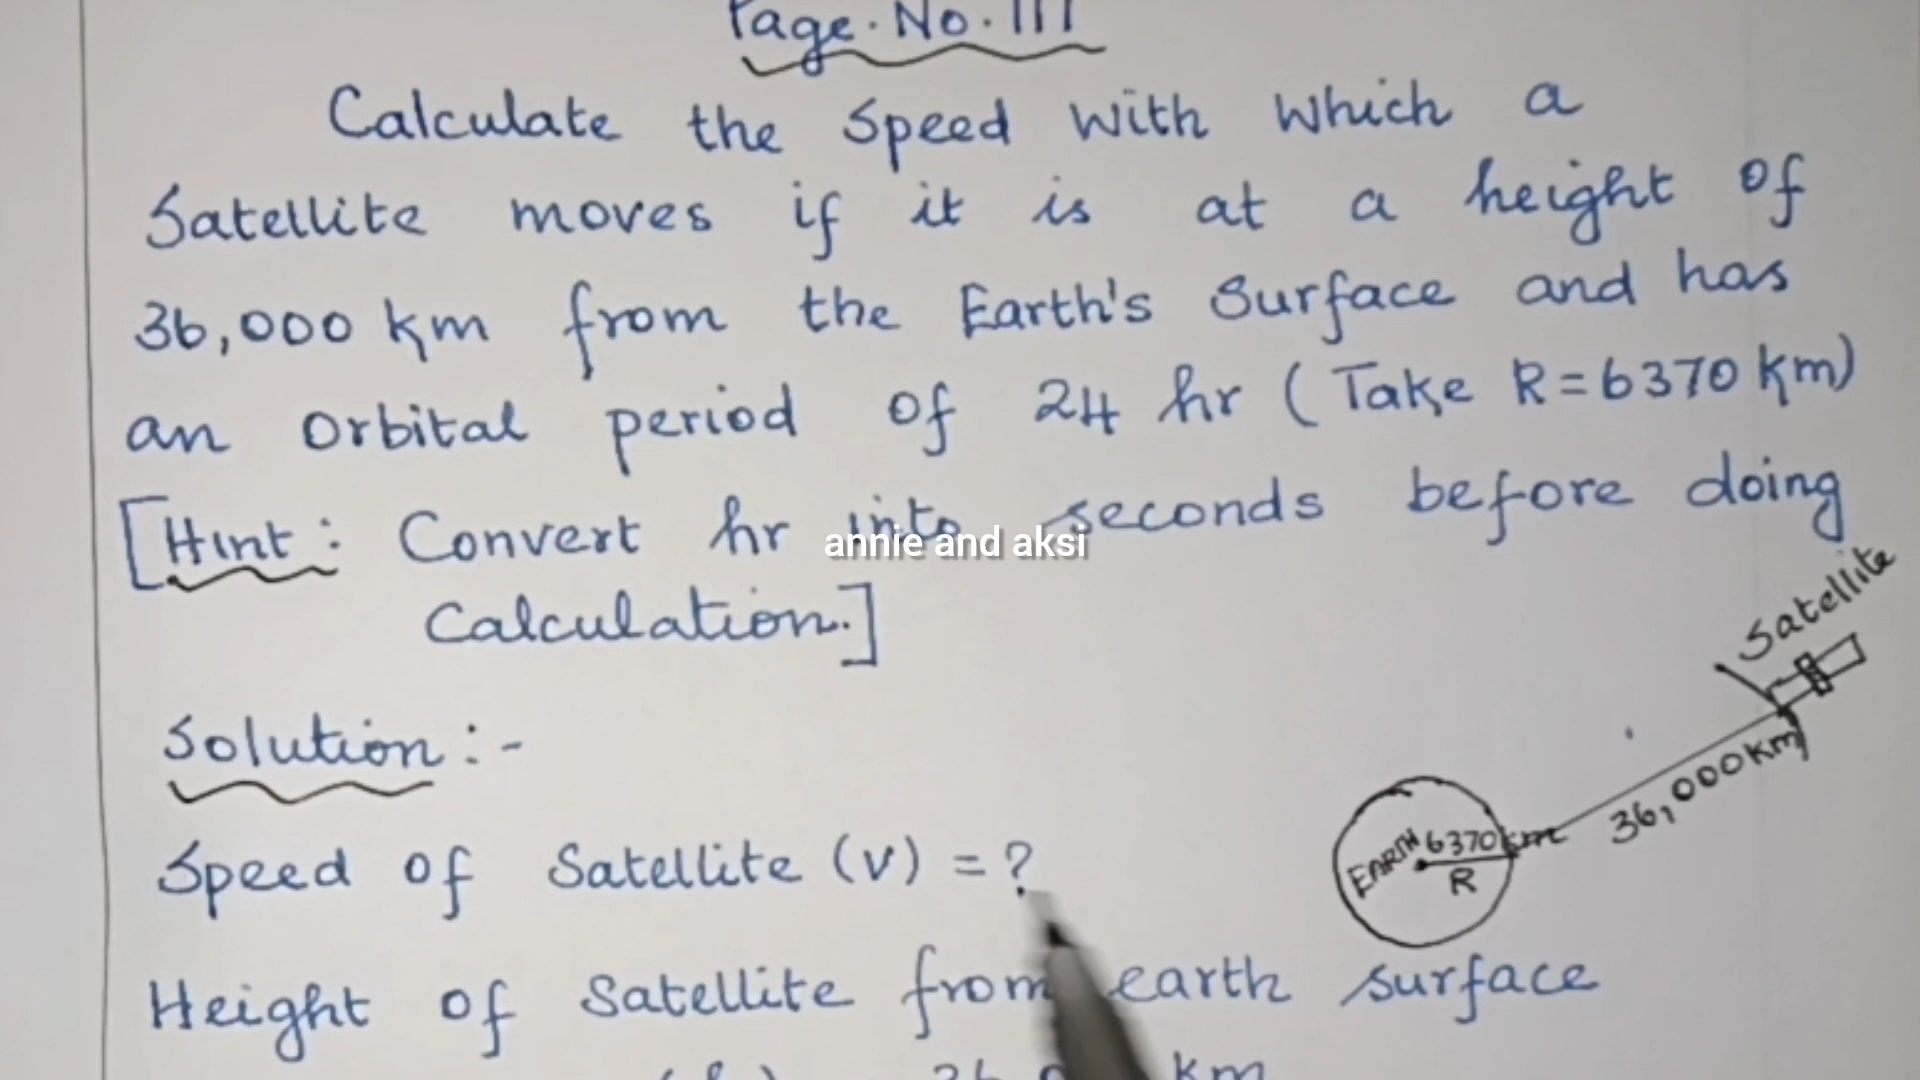 Page. No. 111
Calculate the Speed with which a
Satellite moves if it is at a height of
36,000 km from the Earth's Surface and has
an Orbital period of 24 hr ( Take R=6370 km)
[Hint: Convert hr into seconds before doing
Calculation.]
annie and aksi
Solution :-
Speed of Satellite (v) = ?
Height of Satellite from earth surface
km
Satellite
36,000km
EARTH 6370km
R